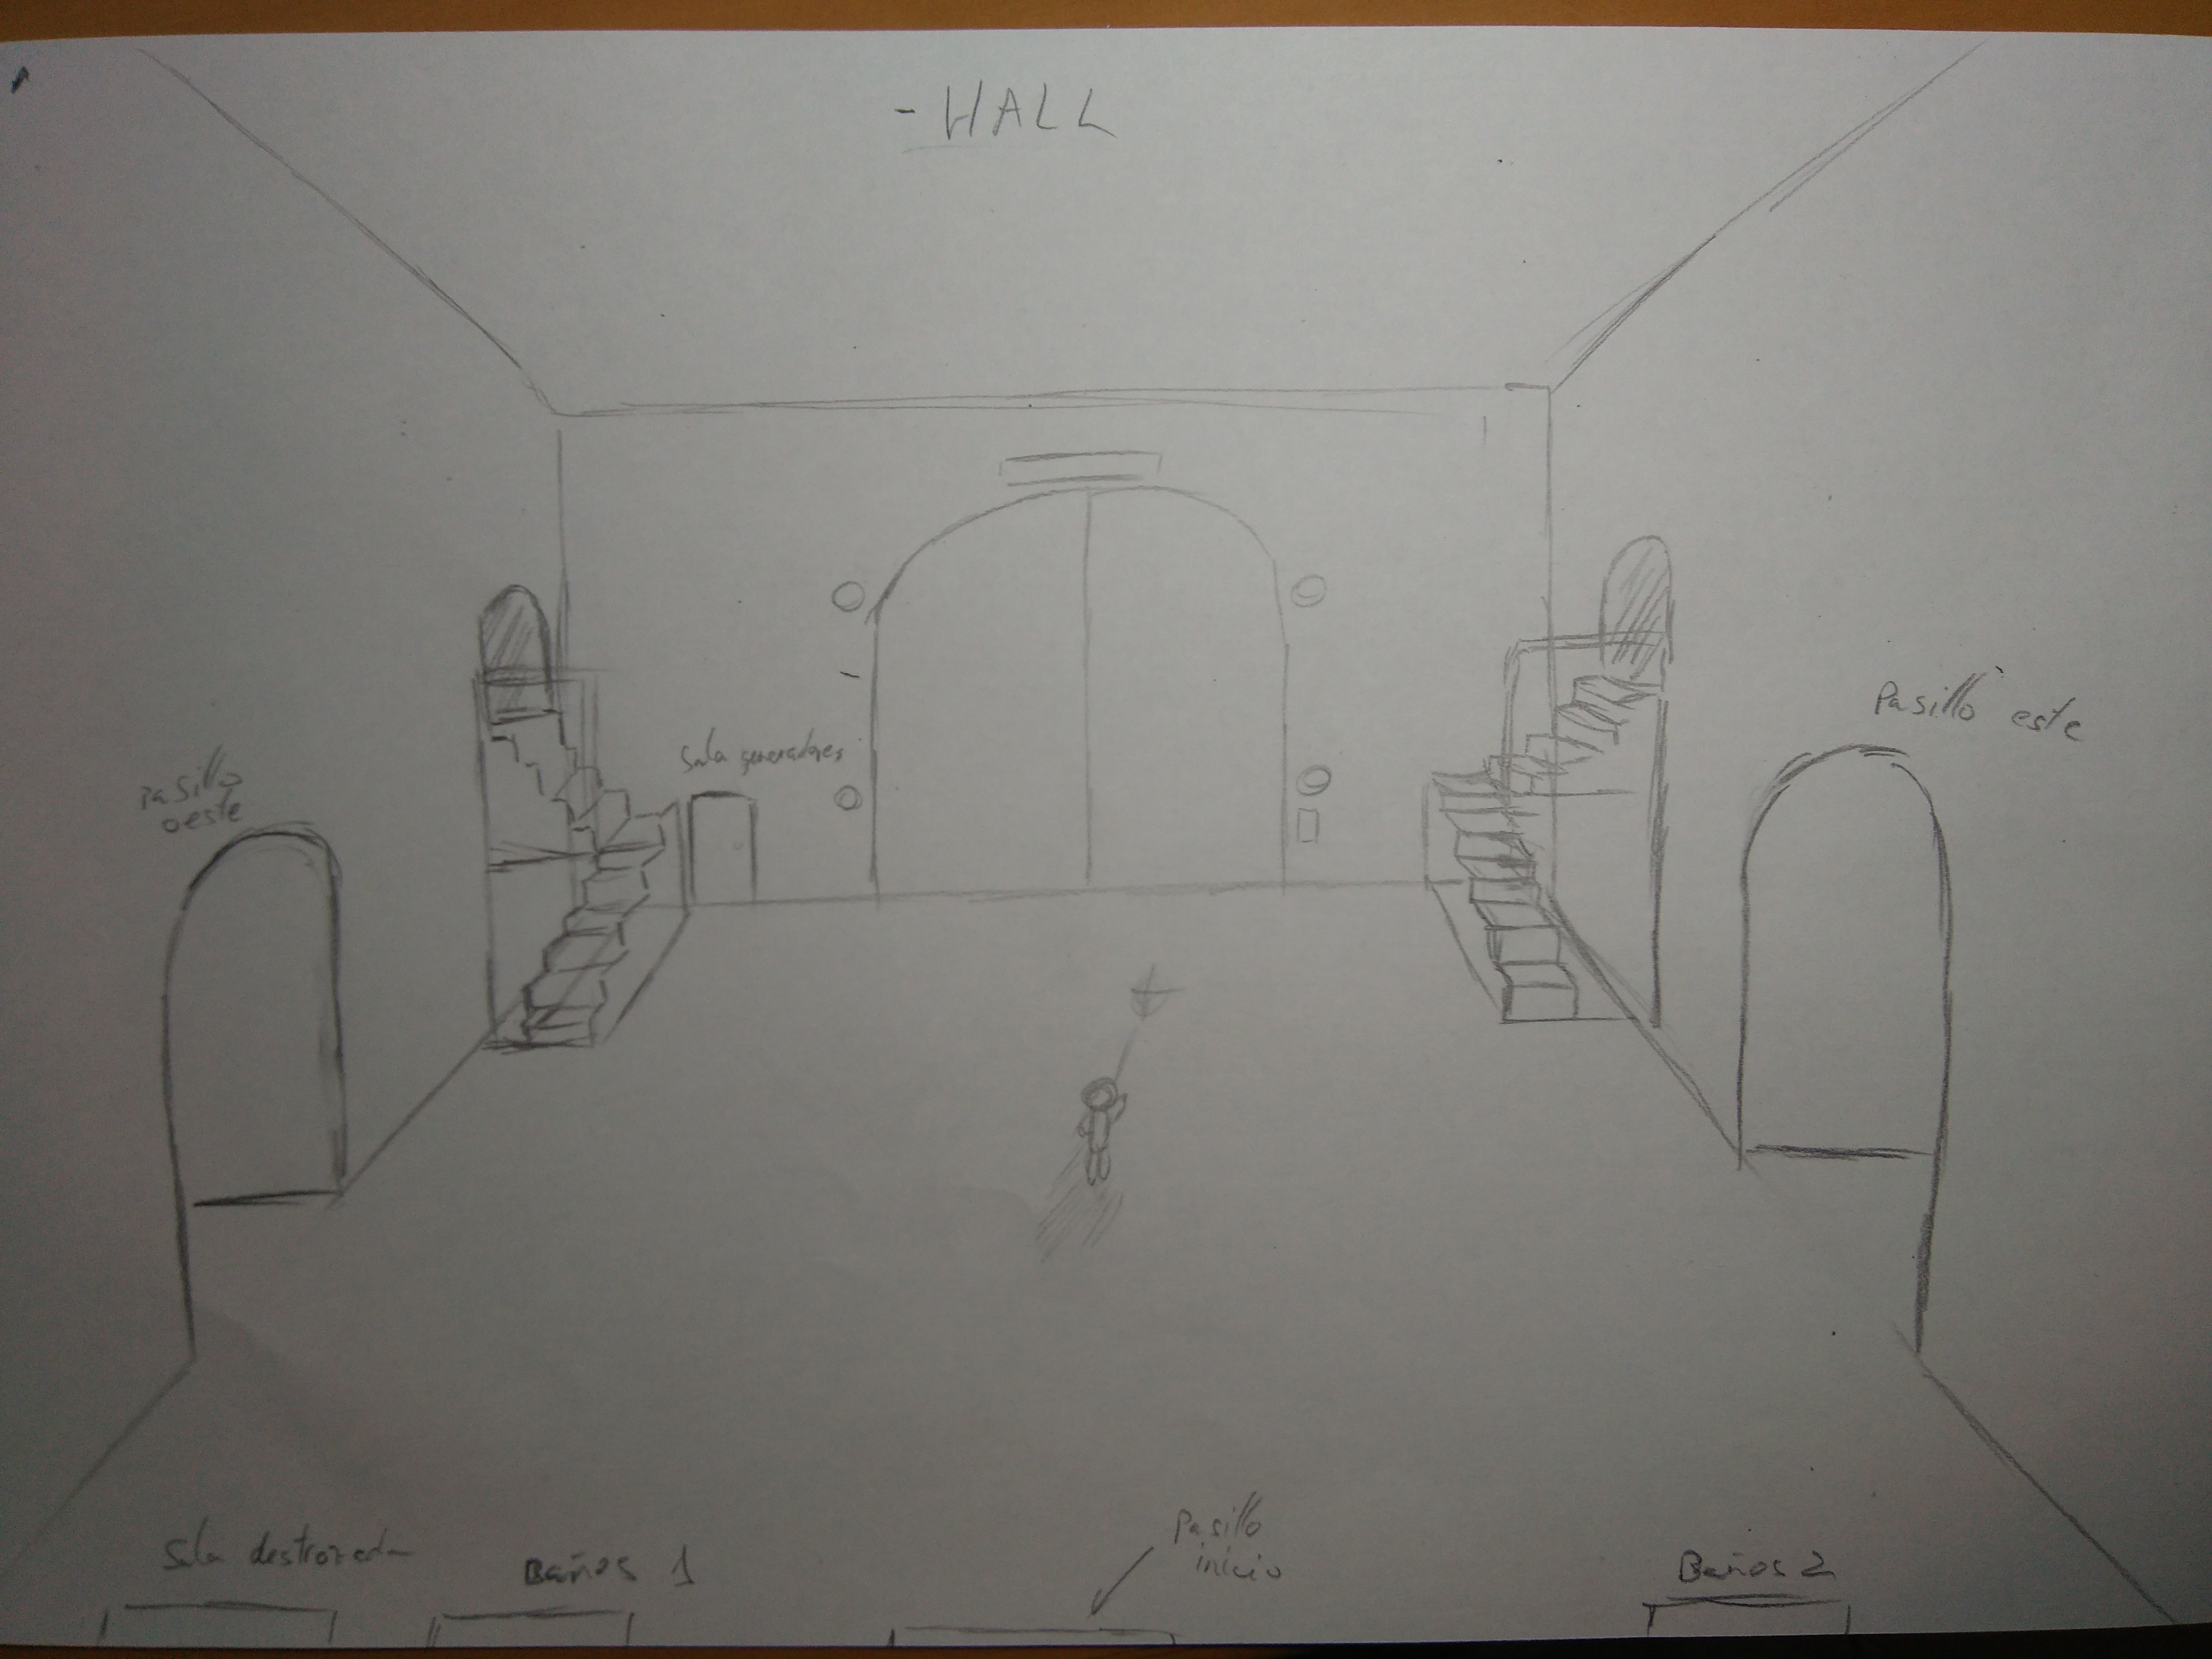 - HALL
Pasillo este
Sala generadores
Pasillo
oeste
Pasillo
inicio
Sala destrozada
Baños 1
Baños 2